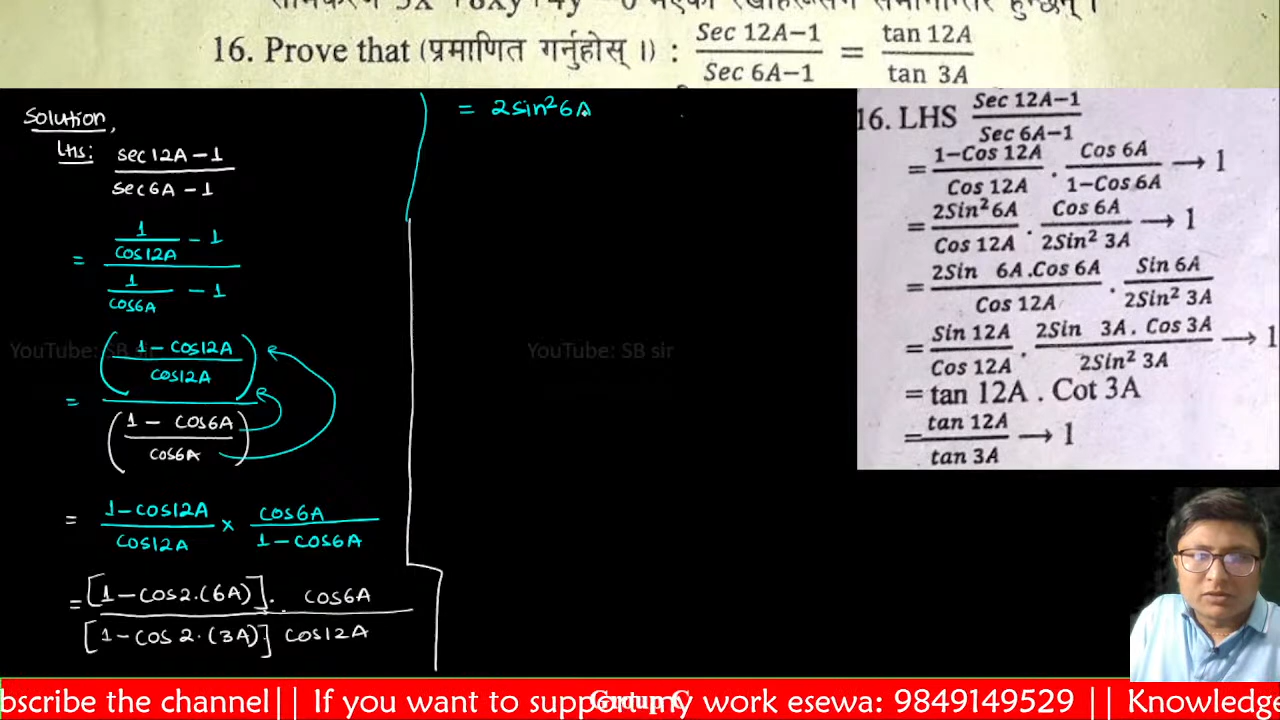 समीकरण
16. Prove that (प्रमाणित गर्नुहोस् ।) : Sec 12A−1 / Sec 6A−1 = tan 12A / tan 3A
Solution,
Lhs: sec12A − 1 / sec6A − 1
= (1/cos12A − 1) / (1/cos6A − 1)
= ((1 − cos12A) / cos12A) / ((1 − cos6A) / cos6A)
= (1−cos12A / cos12A) × (cos6A / 1−cos6A)
= [1−cos2.(6A)]. cos6A / [1−cos2.(3A)] cos12A
= 2sin²6A
16. LHS Sec 12A−1 / Sec 6A−1
= 1−Cos 12A / Cos 12A . Cos 6A / 1−Cos 6A → 1
= 2Sin²6A / Cos 12A . Cos 6A / 2Sin² 3A → 1
= 2Sin 6A.Cos 6A / Cos 12A . Sin 6A / 2Sin² 3A
= Sin 12A / Cos 12A . 2Sin 3A. Cos 3A / 2Sin² 3A → 1
= tan 12A . Cot 3A
= tan 12A / tan 3A → 1
YouTube: SB sir
YouTube: SB sir
bscribe the channel|| If you want to support my work esewa: 9849149529 || Knowledge
Group C